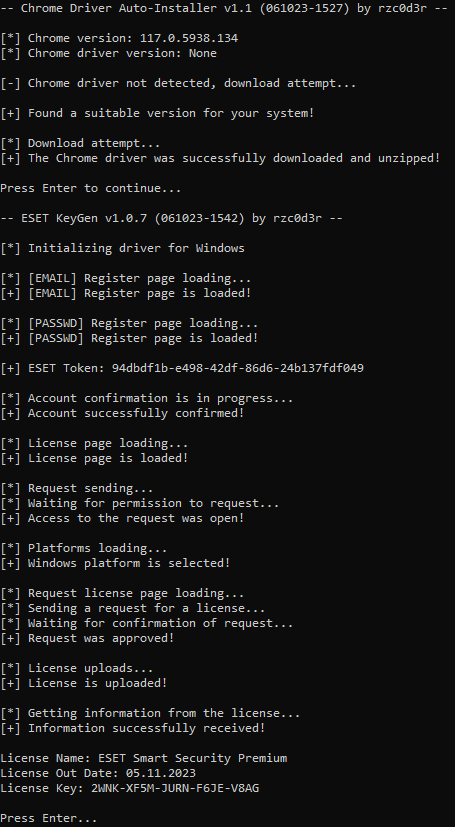 -- Chrome Driver Auto-Installer v1.1 (061023-1527) by rzc0d3r --
[*] Chrome version: 117.0.5938.134
[*] Chrome driver version: None
[-] Chrome driver not detected, download attempt...
[+] Found a suitable version for your system!
[*] Download attempt...
[+] The Chrome driver was successfully downloaded and unzipped!
Press Enter to continue...
-- ESET KeyGen v1.0.7 (061023-1542) by rzc0d3r --
[*] Initializing driver for Windows
[*] [EMAIL] Register page loading...
[+] [EMAIL] Register page is loaded!
[*] [PASSWD] Register page loading...
[+] [PASSWD] Register page is loaded!
[+] ESET Token: 94dbdf1b-e498-42df-86d6-24b137fdf049
[*] Account confirmation is in progress...
[+] Account successfully confirmed!
[*] License page loading...
[+] License page is loaded!
[*] Request sending...
[*] Waiting for permission to request...
[+] Access to the request was open!
[*] Platforms loading...
[+] Windows platform is selected!
[*] Request license page loading...
[*] Sending a request for a license...
[*] Waiting for confirmation of request...
[+] Request was approved!
[*] License uploads...
[+] License is uploaded!
[*] Getting information from the license...
[+] Information successfully received!
License Name: ESET Smart Security Premium
License Out Date: 05.11.2023
License Key: 2WNK-XF5M-JURN-F6JE-V8AG
Press Enter...